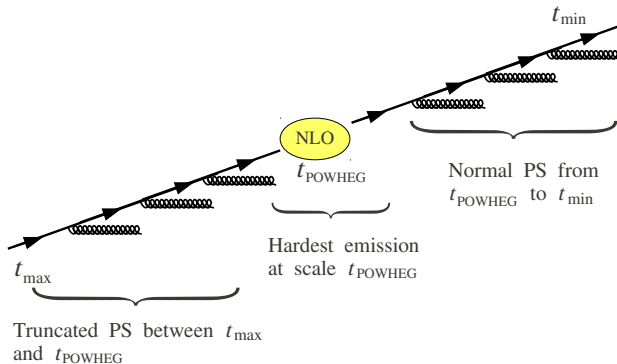 t_min
NLO
t_POWHEG
Normal PS from
t_POWHEG to t_min
Hardest emission
at scale t_POWHEG
t_max
Truncated PS between t_max
and t_POWHEG